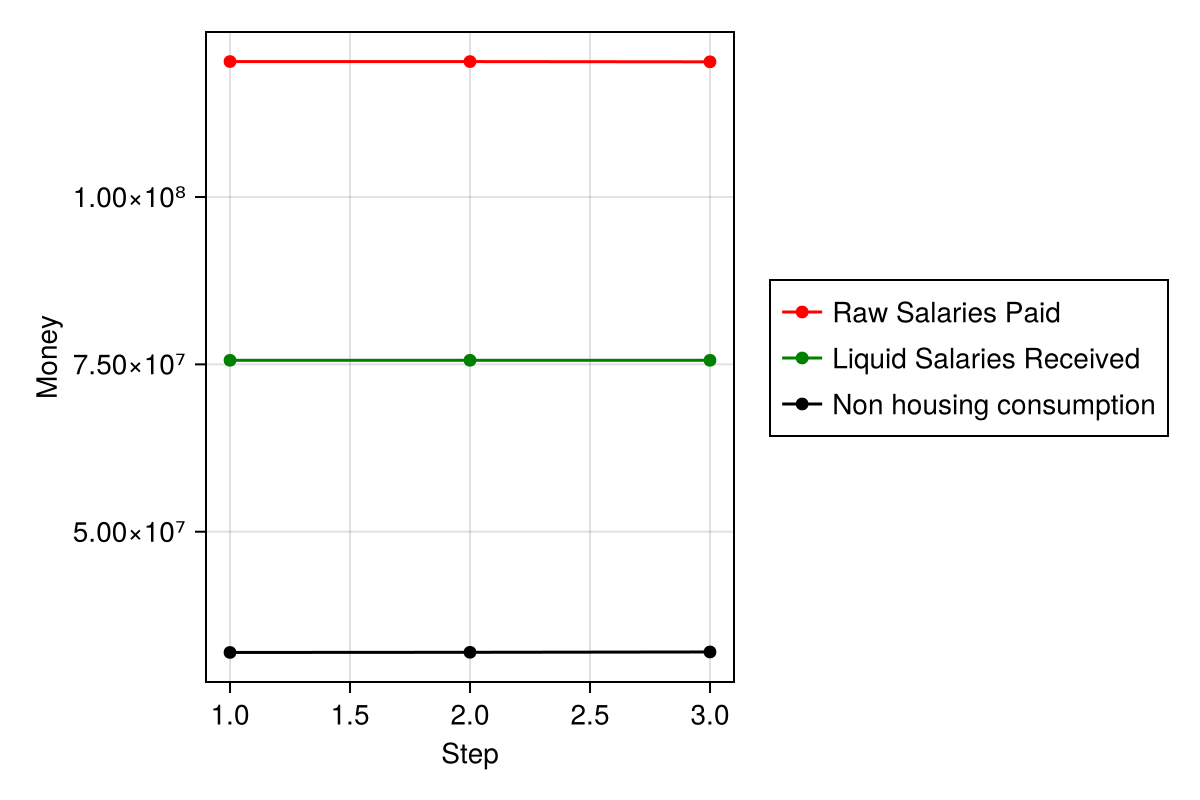 1.00×10⁸
7.50×10⁷
5.00×10⁷
Money
1.0 1.5 2.0 2.5 3.0
Step
Raw Salaries Paid
Liquid Salaries Received
Non housing consumption